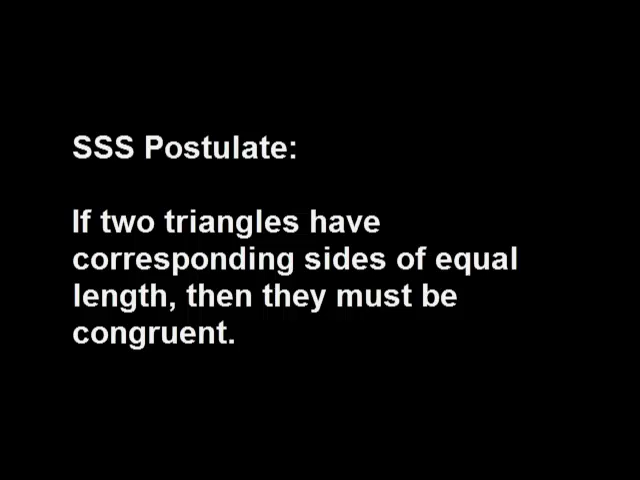 SSS Postulate:
If two triangles have
corresponding sides of equal
length, then they must be
congruent.